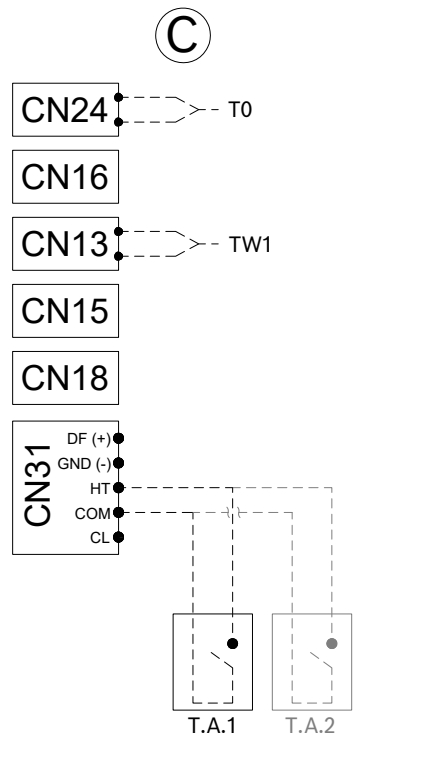 C
CN24
T0
CN16
CN13
TW1
CN15
CN18
CN31
DF (+)
GND (-)
HT
COM
CL
T.A.1
T.A.2